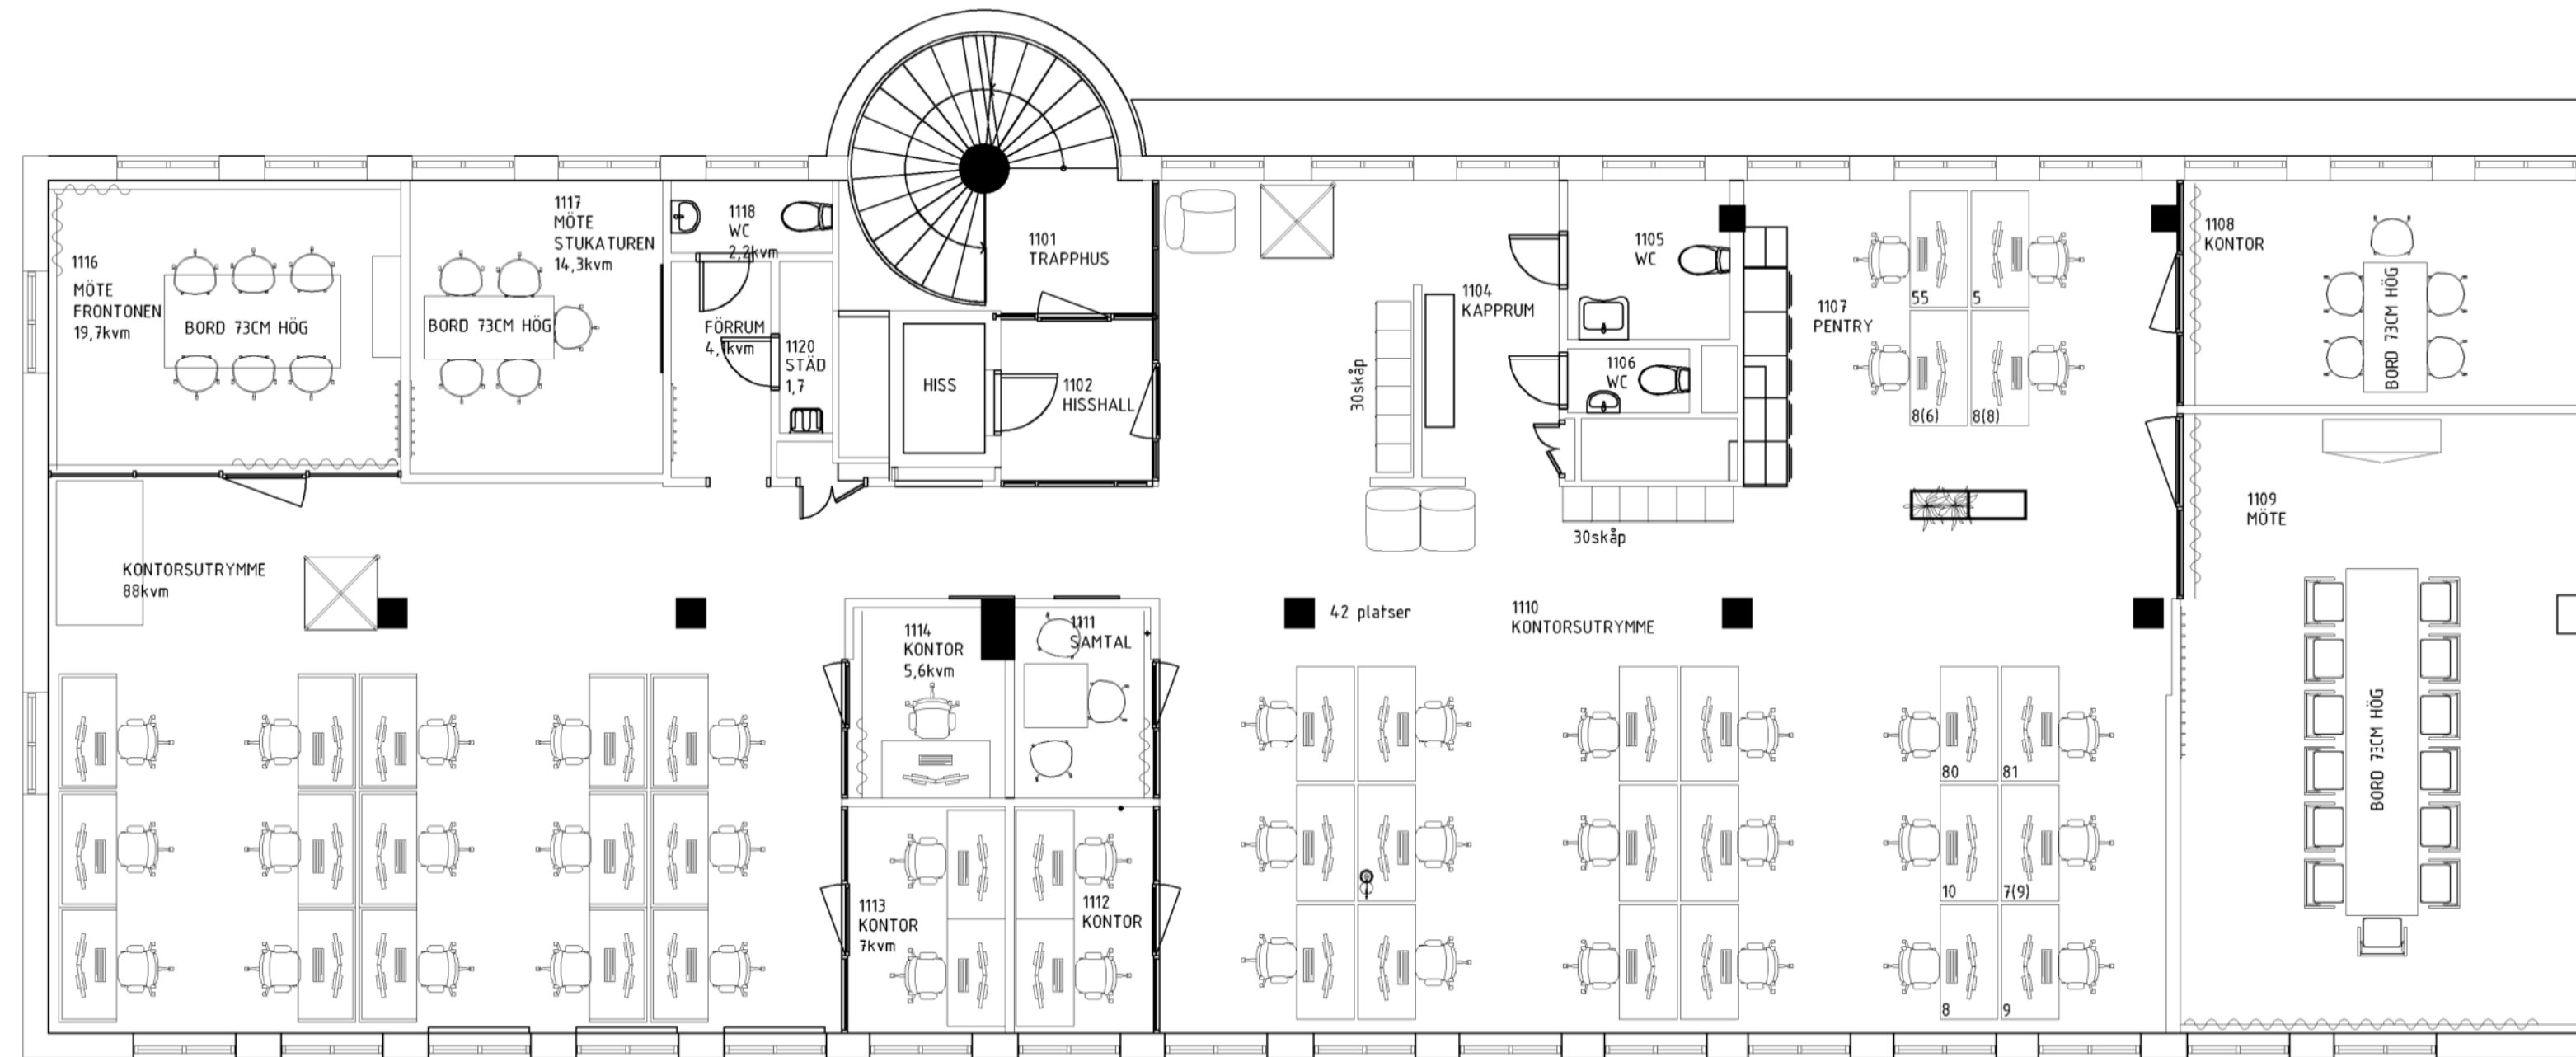 1116
MÖTE
FRONTONEN
19,7kvm
BORD 73CM HÖG
1117
MÖTE
STUKATUREN
14,3kvm
BORD 73CM HÖG
1118
WC
2,2kvm
FÖRRUM
1120
STÄD
1,7
HISS
1101
TRAPPHUS
1102
HISSHALL
30skåp
1104
KAPPRUM
1105
WC
1106
WC
30skåp
1107
PENTRY
55
5
8(6)
8(8)
1108
KONTOR
BORD 73CM HÖG
1109
MÖTE
BORD 73CM HÖG
KONTORSUTRYMME
88kvm
1114
KONTOR
5,6kvm
1111
SAMTAL
1113
KONTOR
7kvm
1112
KONTOR
42 platser
1110
KONTORSUTRYMME
80
81
10
7(9)
8
9